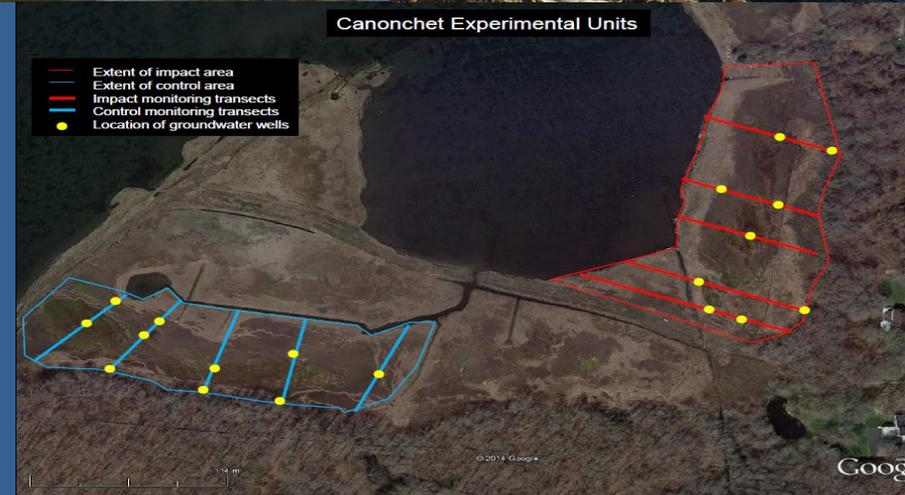 Canonchet Experimental Units
Extent of impact area
Extent of control area
Impact monitoring transects
Control monitoring transects
Location of groundwater wells
© 2014 Google
Goo